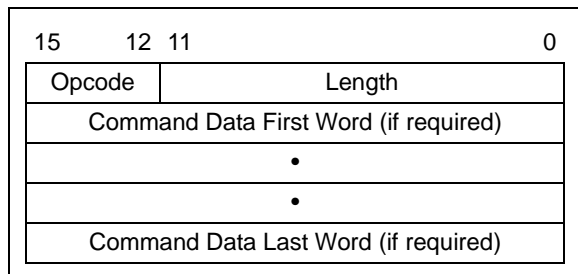 15 12 11 0
Opcode Length
Command Data First Word (if required)
•
•
Command Data Last Word (if required)